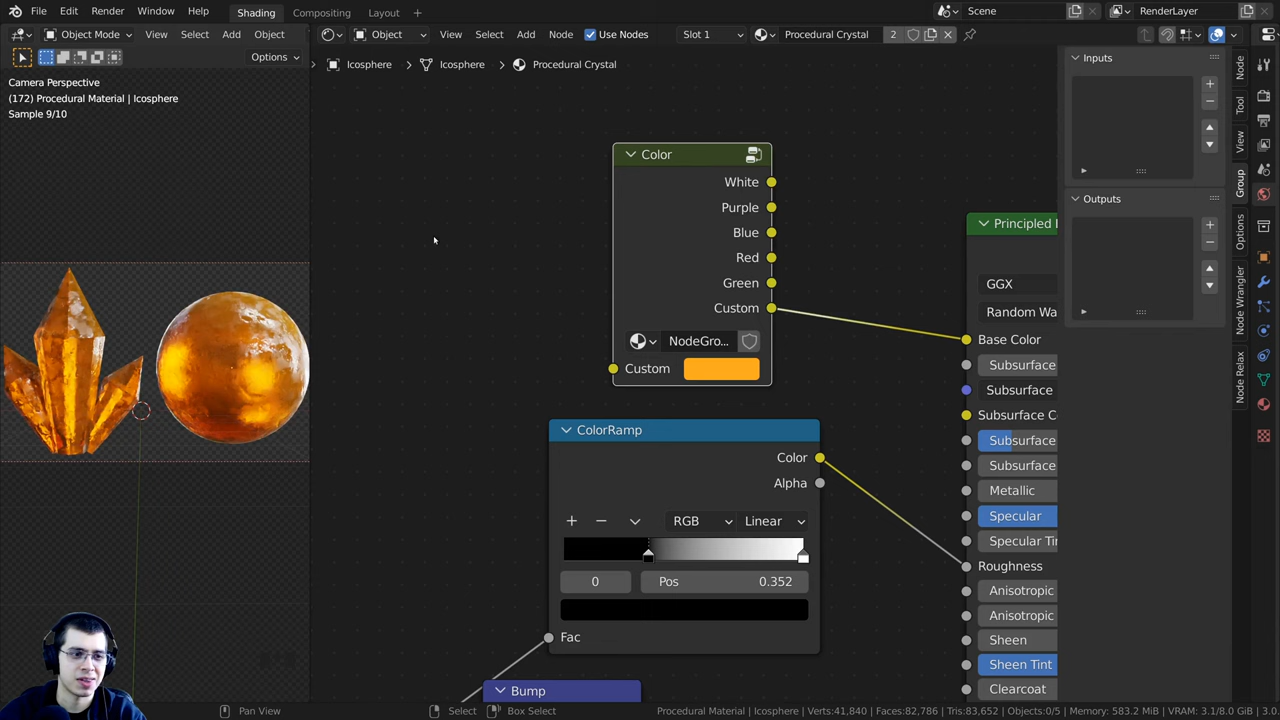 File Edit Render Window Help Shading Compositing Layout + Scene RenderLayer
Object Mode View Select Add Object Object View Select Add Node Use Nodes Slot 1 Procedural Crystal 2
Options
Icosphere > Icosphere > Procedural Crystal
Camera Perspective
(172) Procedural Material | Icosphere
Sample 9/10
Inputs
Outputs
Node
Tool
View
Group
Options
Node Wrangler
Node Relax
Color
White
Purple
Blue
Red
Green
Custom
NodeGro...
Custom
ColorRamp
Color
Alpha
RGB Linear
0 Pos 0.352
Fac
Bump
Principled
GGX
Random Wa
Base Color
Subsurface
Subsurface
Subsurface C
Subsurface
Subsurface
Metallic
Specular
Specular Tir
Roughness
Anisotropic
Anisotropic
Sheen
Sheen Tint
Clearcoat
Pan View Select Box Select Procedural Material | Icosphere | Verts:41,840 | Faces:82,786 | Tris:83,652 | Objects:0/5 | Memory: 583.2 MiB | VRAM: 3.1/8.0 GiB | 3.0.